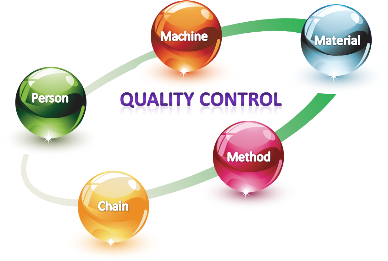 Machine
Material
Person
QUALITY CONTROL
Method
Chain